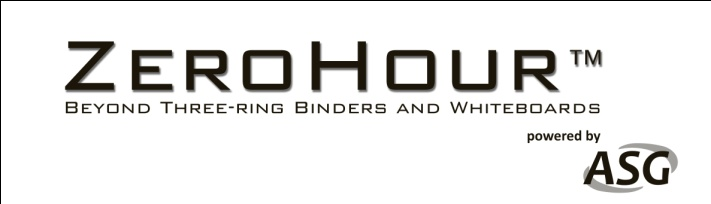 ZEROHOUR™
BEYOND THREE-RING BINDERS AND WHITEBOARDS
powered by
ASG